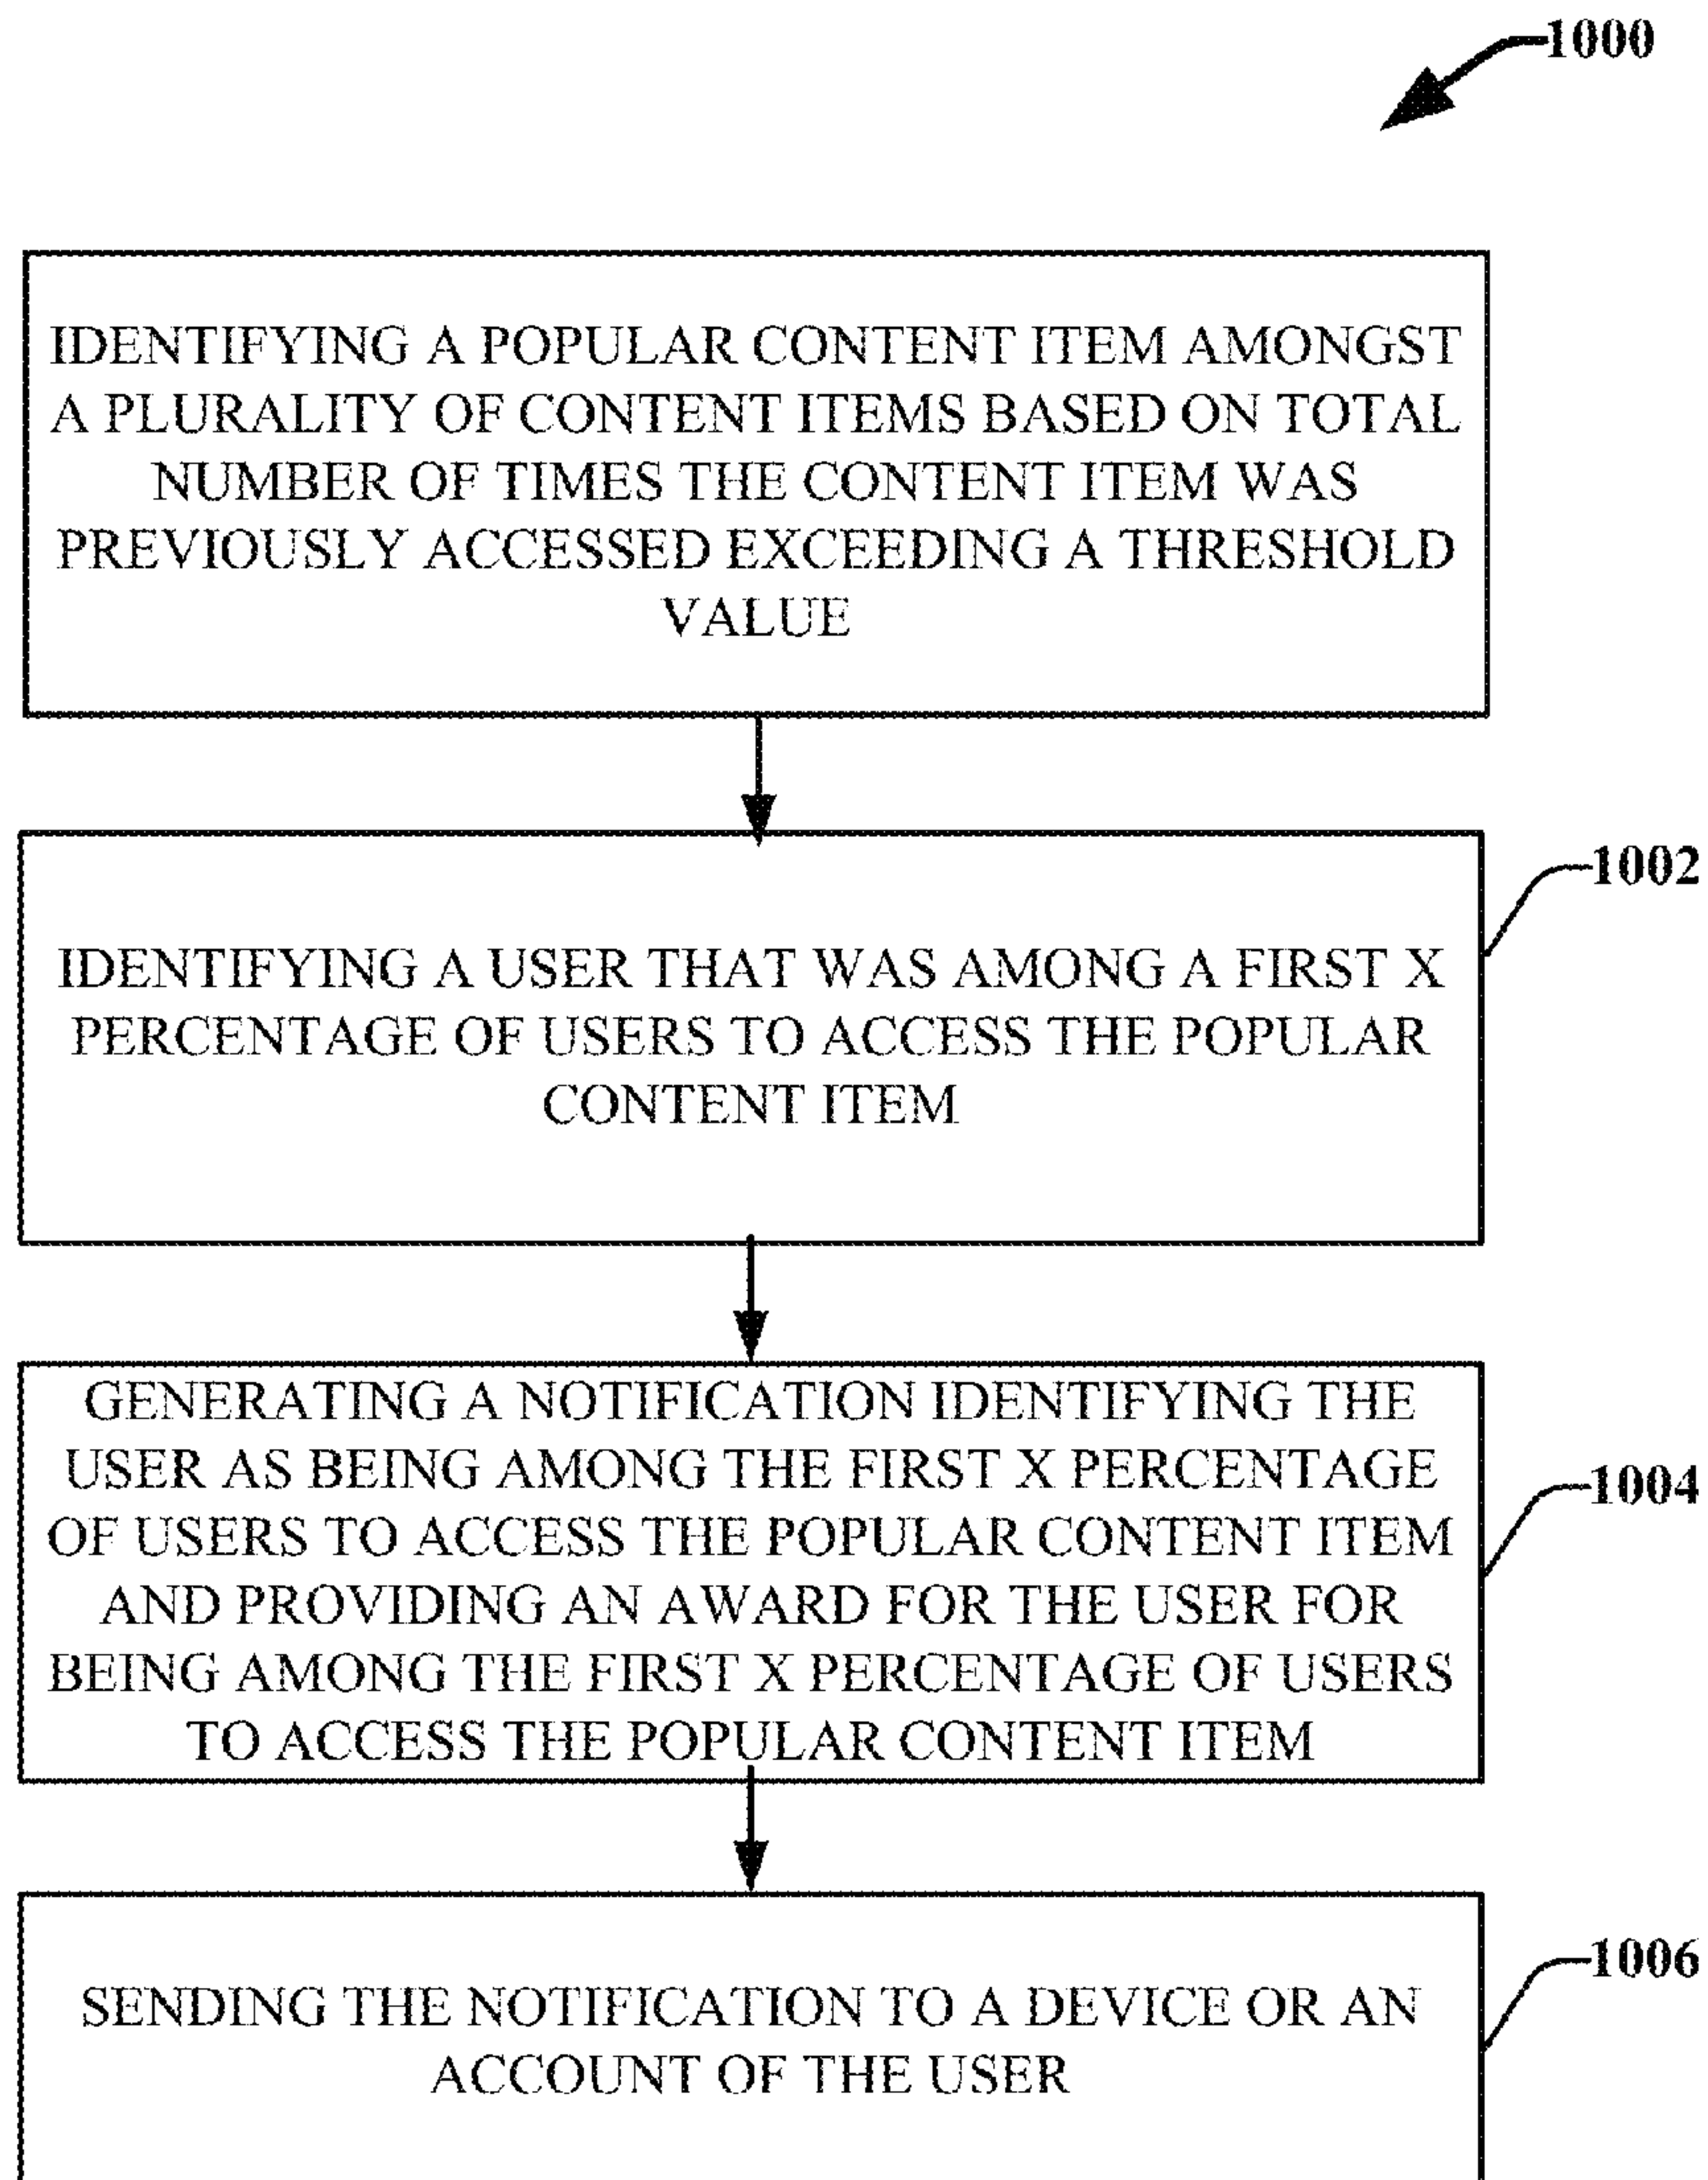 1000
IDENTIFYING A POPULAR CONTENT ITEM AMONGST
A PLURALITY OF CONTENT ITEMS BASED ON TOTAL
NUMBER OF TIMES THE CONTENT ITEM WAS
PREVIOUSLY ACCESSED EXCEEDING A THRESHOLD
VALUE
1002
IDENTIFYING A USER THAT WAS AMONG A FIRST X
PERCENTAGE OF USERS TO ACCESS THE POPULAR
CONTENT ITEM
GENERATING A NOTIFICATION IDENTIFYING THE
USER AS BEING AMONG THE FIRST X PERCENTAGE
1004
OF USERS TO ACCESS THE POPULAR CONTENT ITEM
AND PROVIDING AN AWARD FOR THE USER FOR
BEING AMONG THE FIRST X PERCENTAGE OF USERS
TO ACCESS THE POPULAR CONTENT ITEM
1006
SENDING THE NOTIFICATION TO A DEVICE OR AN
ACCOUNT OF THE USER